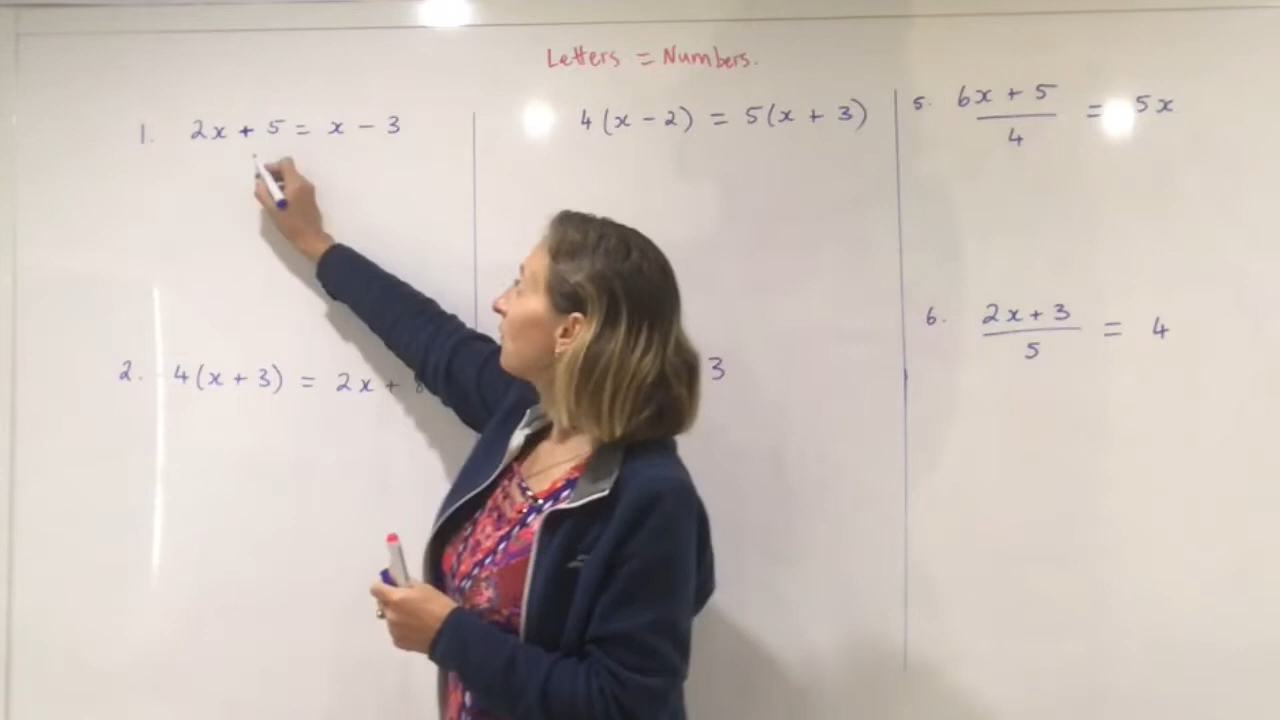 Letters = Numbers.
1. 2x + 5 = x - 3
2. 4(x + 3) = 2x +
4(x - 2) = 5(x + 3)
3
5. 6x + 5 / 4 = 5x
6. 2x + 3 / 5 = 4